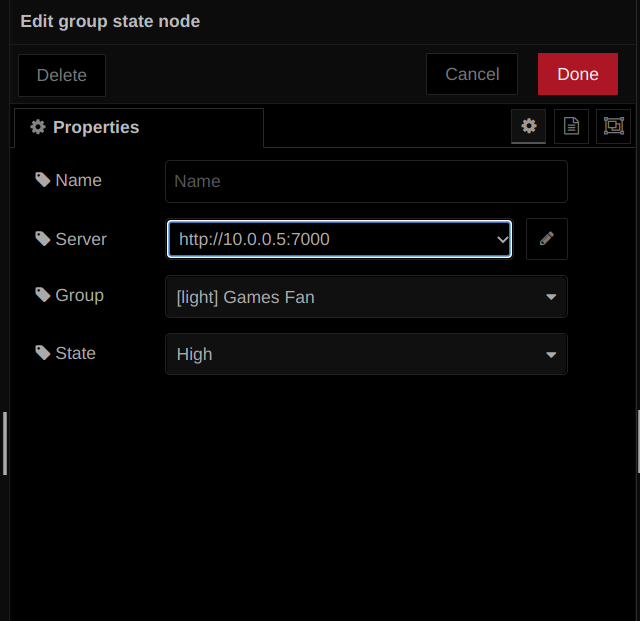 Edit group state node
Delete
Cancel
Done
Properties
Name
Name
Server
http://10.0.0.5:7000
Group
[light] Games Fan
State
High